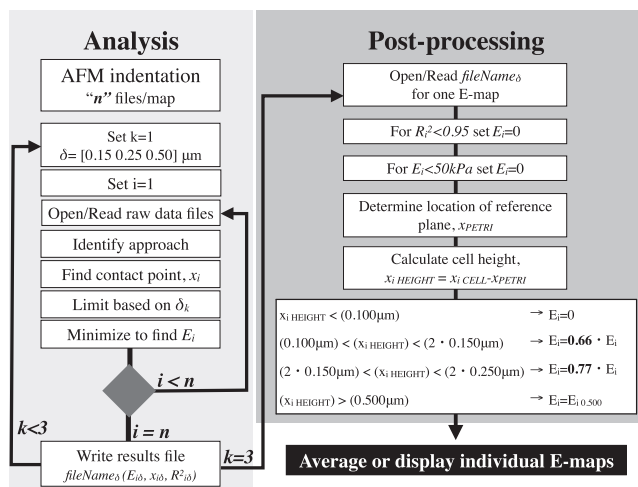 Analysis
AFM indentation
“n” files/map
Set k=1
δ= [0.15 0.25 0.50] μm
Set i=1
Open/Read raw data files
Identify approach
Find contact point, xi
Limit based on δk
Minimize to find Ei
i < n
i = n
k<3
Write results file
fileNameδ (Eiδ, xiδ, R²iδ)
k=3
Post-processing
Open/Read fileNameδ
for one E-map
For Ri²<0.95 set Ei=0
For Ei<50kPa set Ei=0
Determine location of reference
plane, xPETRI
Calculate cell height,
xi HEIGHT = xi CELL-xPETRI
xi HEIGHT < (0.100μm) → Ei=0
(0.100μm) < (xi HEIGHT) < (2 · 0.150μm) → Ei=0.66 · Ei
(2 · 0.150μm) < (xi HEIGHT) < (2 · 0.250μm) → Ei=0.77 · Ei
(xi HEIGHT) > (0.500μm) → Ei=Ei 0.500
Average or display individual E-maps